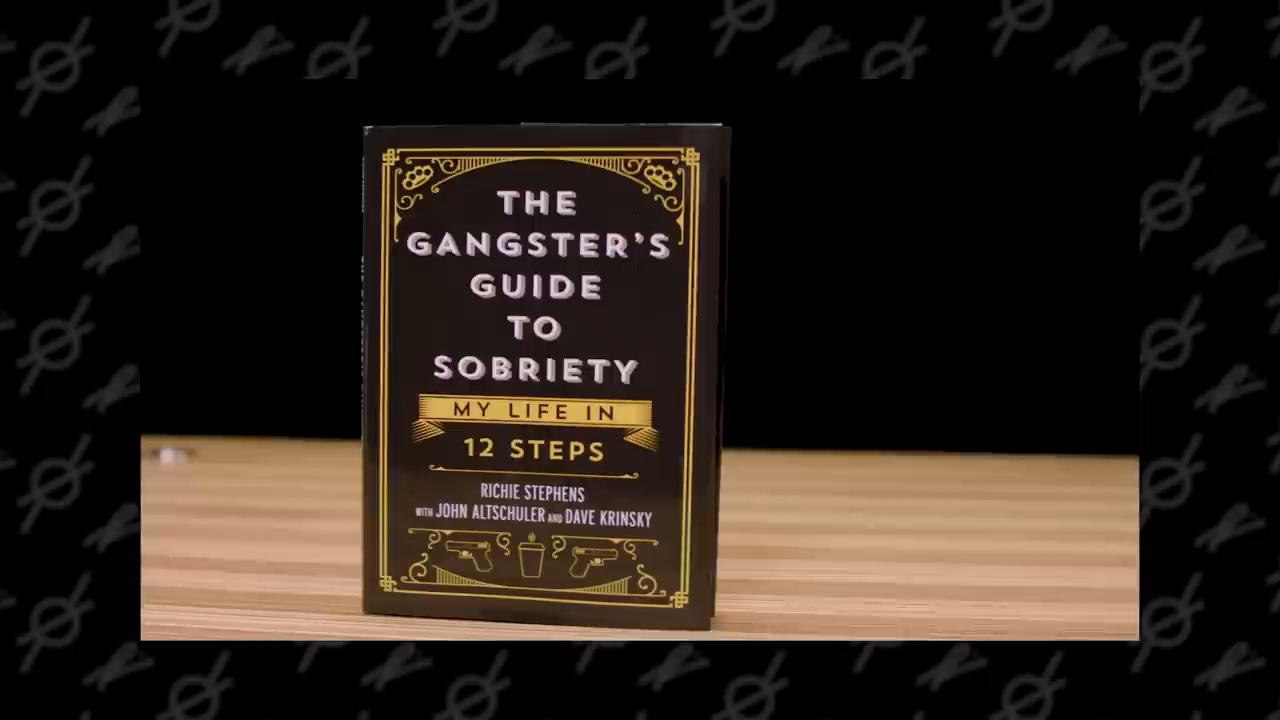 THE
GANGSTER'S
GUIDE
TO
SOBRIETY
MY LIFE IN
12 STEPS
RICHIE STEPHENS
WITH JOHN ALTSCHULER AND DAVE KRINSKY